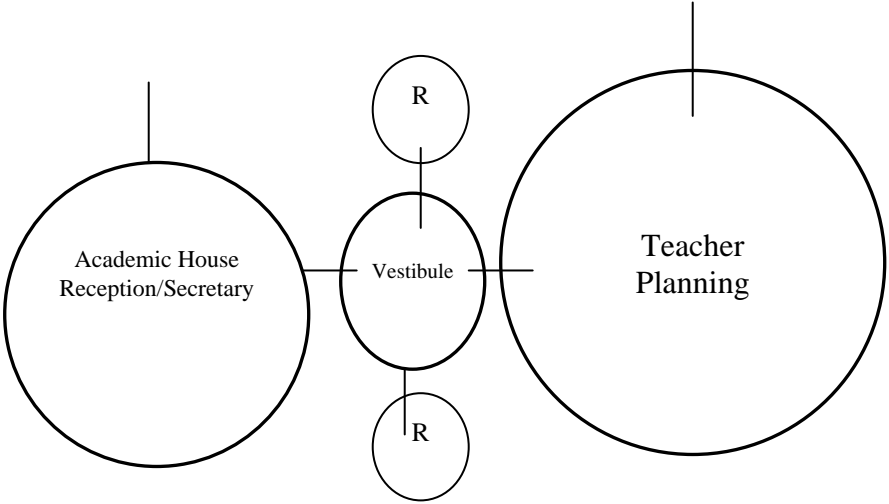 R
Academic House
Reception/Secretary
Vestibule
Teacher
Planning
R